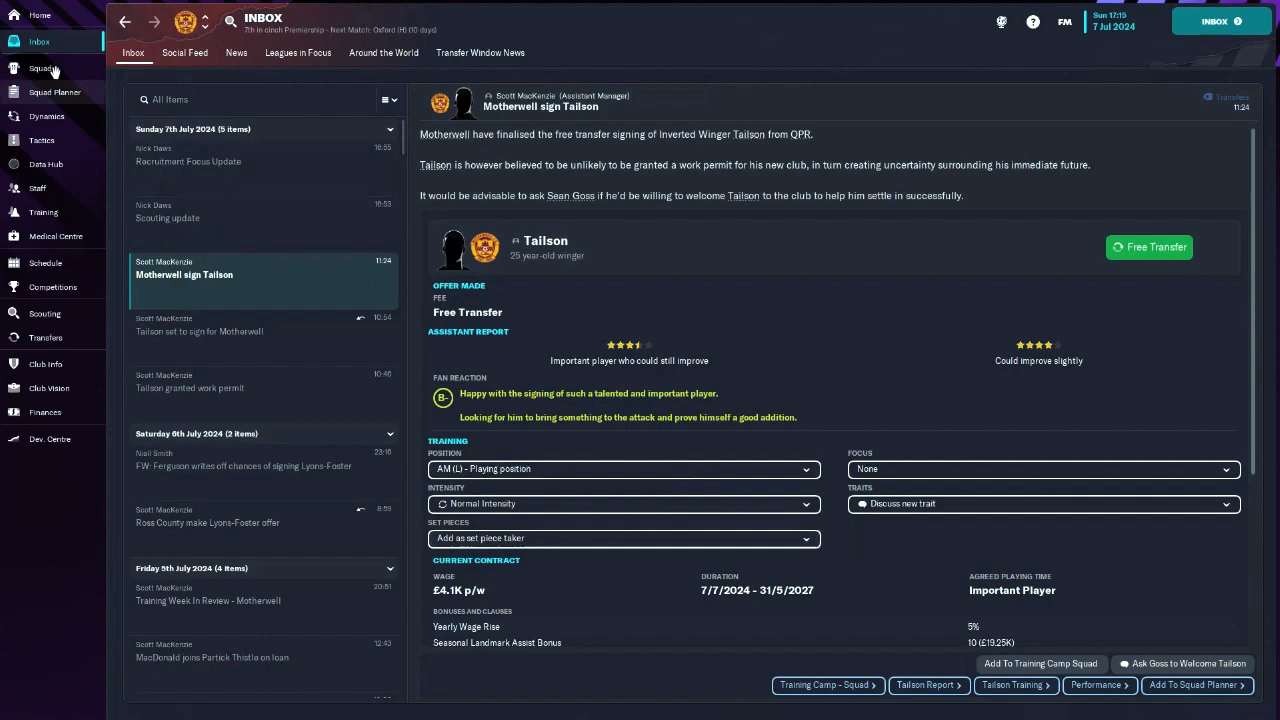 Home
Inbox
Squad
Squad Planner
Dynamics
Tactics
Data Hub
Staff
Training
Medical Centre
Schedule
Competitions
Scouting
Transfers
Club Info
Club Vision
Finances
Dev. Centre
INBOX
7th in cinch Premiership - Next Match: Oxford (H) (10 days)
FM
Sun 17:15
7 Jul 2024
INBOX
Inbox
Social Feed
News
Leagues in Focus
Around the World
Transfer Window News
All Items
Sunday 7th July 2024 (5 items)
Nick Daws
16:55
Recruitment Focus Update
Nick Daws
16:53
Scouting update
Scott MacKenzie
11:24
Motherwell sign Tailson
Scott MacKenzie
10:54
Tailson set to sign for Motherwell
Scott MacKenzie
10:46
Tailson granted work permit
Saturday 6th July 2024 (2 items)
Niall Smith
23:16
FW: Ferguson writes off chances of signing Lyons-Foster
Scott MacKenzie
8:59
Ross County make Lyons-Foster offer
Friday 5th July 2024 (4 items)
Scott MacKenzie
20:51
Training Week In Review - Motherwell
Scott MacKenzie
12:43
MacDonald joins Partick Thistle on loan
Scott MacKenzie (Assistant Manager)
Motherwell sign Tailson
Transfers
11:24
Motherwell have finalised the free transfer signing of Inverted Winger Tailson from QPR.
Tailson is however believed to be unlikely to be granted a work permit for his new club, in turn creating uncertainty surrounding his immediate future.
It would be advisable to ask Sean Goss if he'd be willing to welcome Tailson to the club to help him settle in successfully.
Tailson
25 year-old winger
Free Transfer
OFFER MADE
FEE
Free Transfer
ASSISTANT REPORT
Important player who could still improve
Could improve slightly
FAN REACTION
B-
Happy with the signing of such a talented and important player.
Looking for him to bring something to the attack and prove himself a good addition.
TRAINING
POSITION
AM (L) - Playing position
FOCUS
None
INTENSITY
Normal Intensity
TRAITS
Discuss new trait
SET PIECES
Add as set piece taker
CURRENT CONTRACT
WAGE
£4.1K p/w
DURATION
7/7/2024 - 31/5/2027
AGREED PLAYING TIME
Important Player
BONUSES AND CLAUSES
Yearly Wage Rise
5%
Seasonal Landmark Assist Bonus
10 (£19.25K)
Add To Training Camp Squad
Ask Goss to Welcome Tailson
Training Camp - Squad
Tailson Report
Tailson Training
Performance
Add To Squad Planner